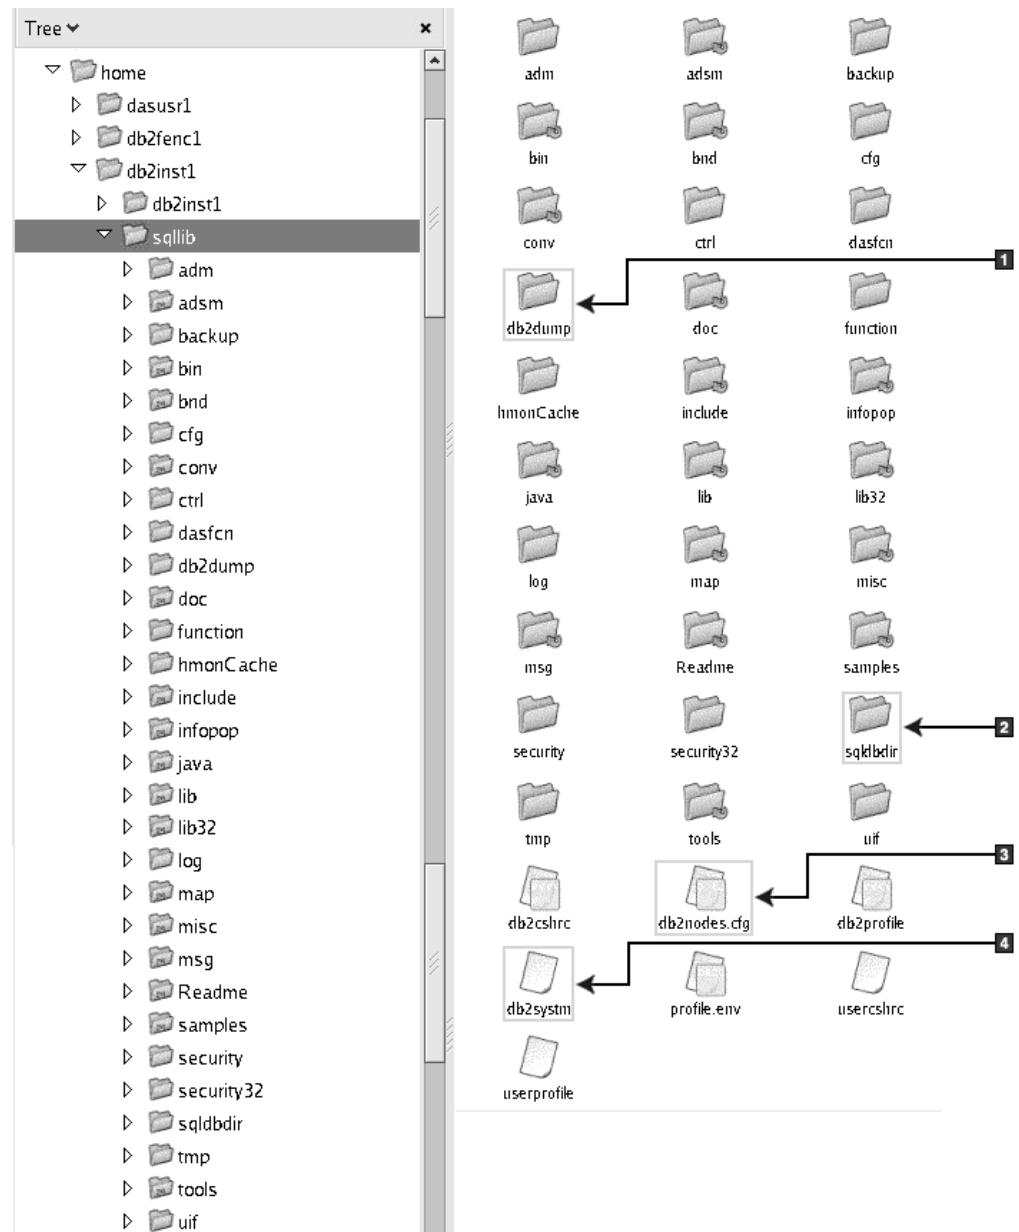 Tree
home
dasusr1
db2fenc1
db2inst1
db2inst1
sqllib
adm
adsm
backup
bin
bnd
cfg
conv
ctrl
dasfcn
db2dump
doc
function
hmonCache
include
infopop
java
lib
lib32
log
map
misc
msg
Readme
samples
security
security32
sqldbdir
tmp
tools
uif
adm adsm backup
bin bnd cfg
conv ctrl dasfcn
1
db2dump doc function
hmonCache include infopop
java lib lib32
log map misc
msg Readme samples
2
security security32 sqldbdir
tmp tools uif
3
db2cshrc db2nodes.cfg db2profile
4
db2systm profile.env usercshrc
userprofile